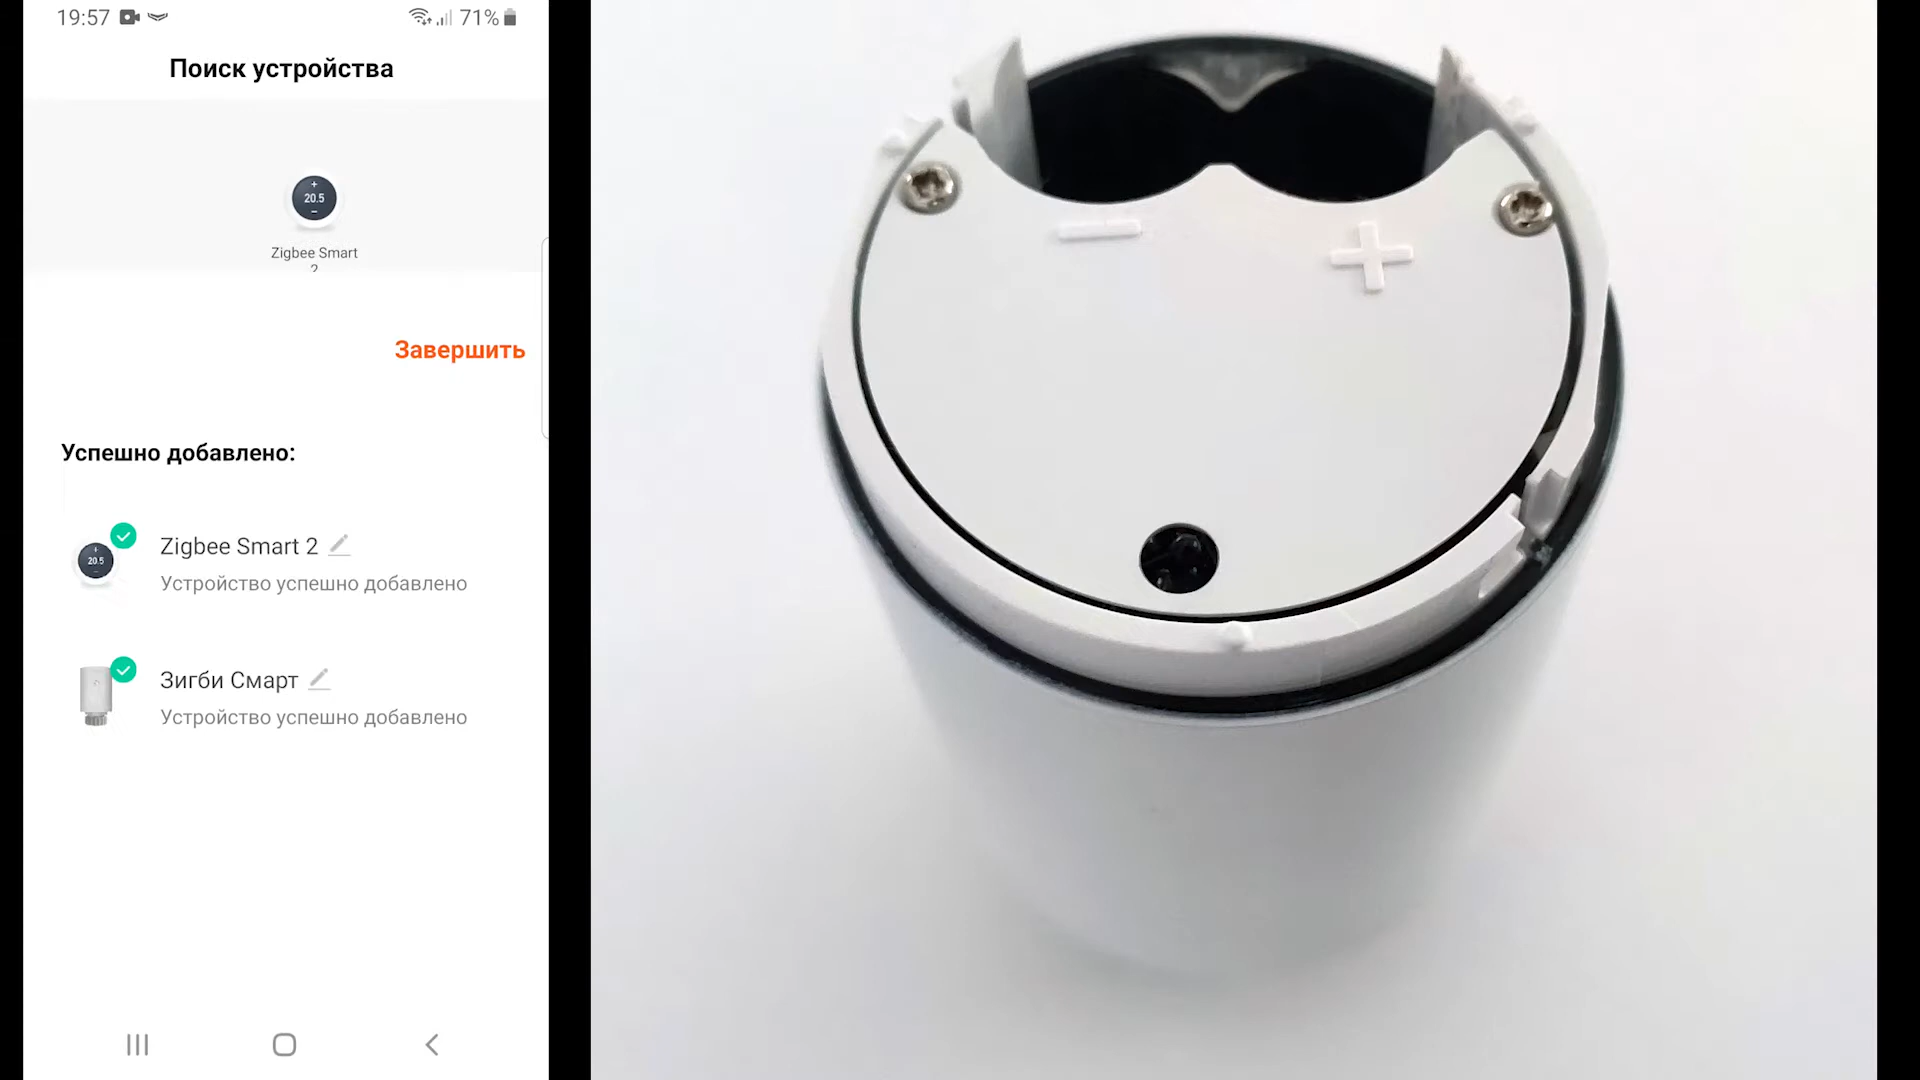 19:57
71%
Поиск устройства
+
20.5
−
Zigbee Smart
2
Завершить
Успешно добавлено:
20.5
Zigbee Smart 2
Устройство успешно добавлено
Зигби Смарт
Устройство успешно добавлено
− +